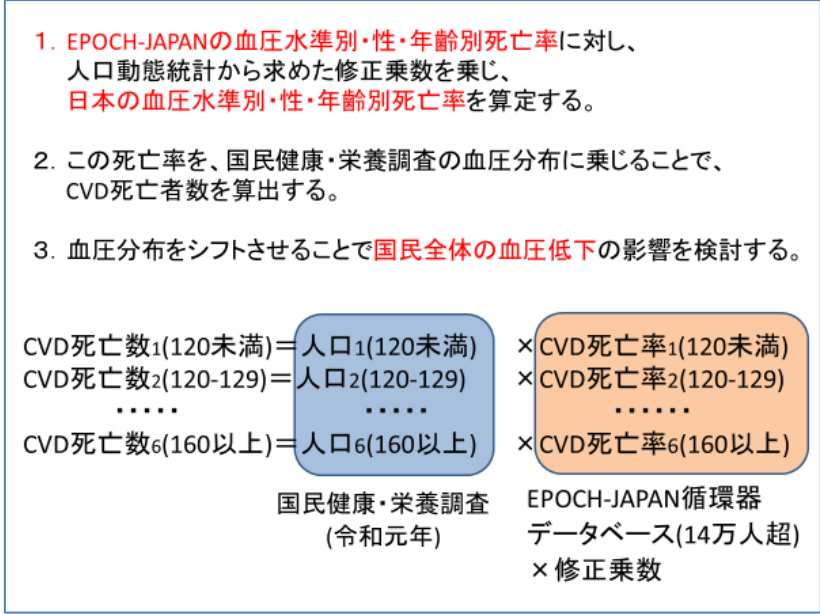 1. EPOCH-JAPANの血圧水準別・性・年齢別死亡率に対し、
人口動態統計から求めた修正乗数を乗じ、
日本の血圧水準別・性・年齢別死亡率を算定する。
2. この死亡率を、国民健康・栄養調査の血圧分布に乗じることで、
CVD死亡者数を算出する。
3. 血圧分布をシフトさせることで国民全体の血圧低下の影響を検討する。
CVD死亡数1(120未満)=人口1(120未満) ×CVD死亡率1(120未満)
CVD死亡数2(120-129)=人口2(120-129) ×CVD死亡率2(120-129)
・・・・・ ・・・・・ ・・・・・・
CVD死亡数6(160以上)=人口6(160以上) ×CVD死亡率6(160以上)
国民健康・栄養調査
(令和元年)
EPOCH-JAPAN循環器
データベース(14万人超)
×修正乗数